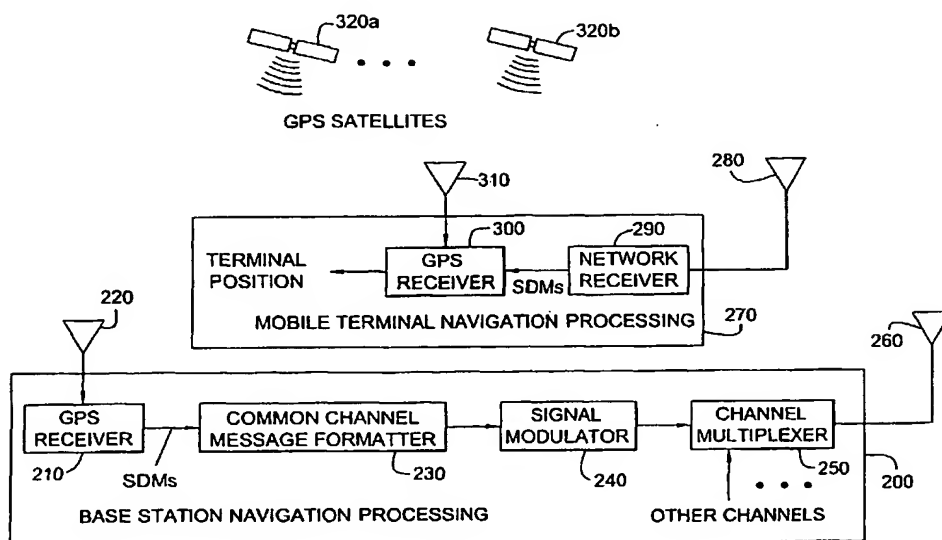 320a
320b
GPS SATELLITES
310
280
300
290
TERMINAL
POSITION
GPS
RECEIVER
SDMs
NETWORK
RECEIVER
MOBILE TERMINAL NAVIGATION PROCESSING
270
220
260
GPS
RECEIVER
210
SDMs
COMMON CHANNEL
MESSAGE FORMATTER
230
SIGNAL
MODULATOR
240
CHANNEL
MULTIPLEXER
250
200
OTHER CHANNELS
BASE STATION NAVIGATION PROCESSING